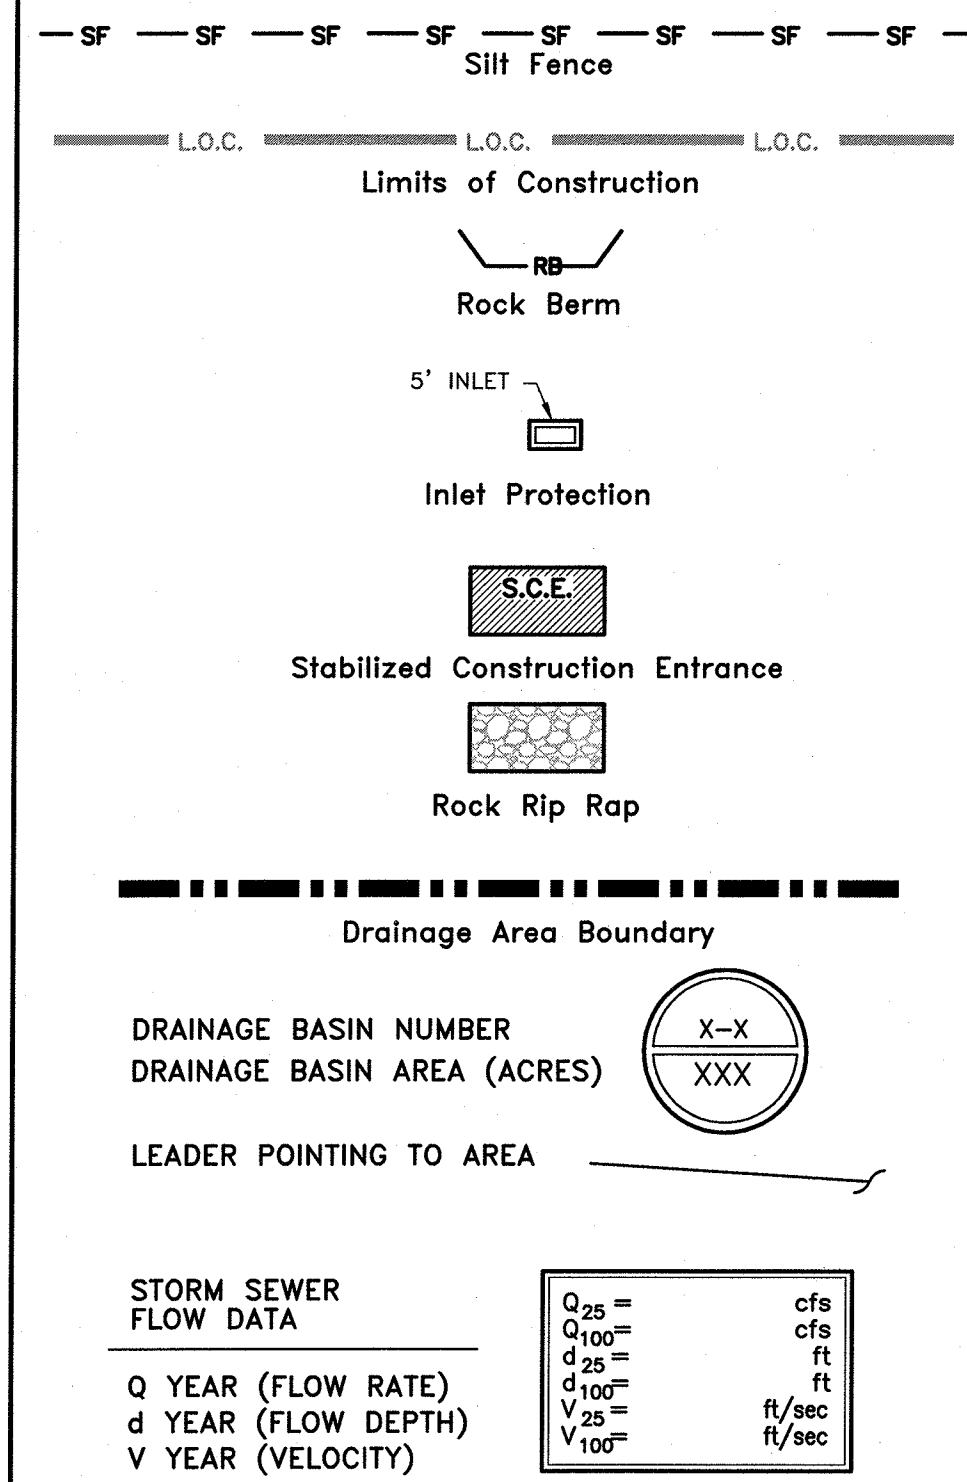 SF SF SF SF SF SF SF SF
Silt Fence
L.O.C. L.O.C. L.O.C.
Limits of Construction
RB
Rock Berm
5' INLET
Inlet Protection
S.C.E.
Stabilized Construction Entrance
Rock Rip Rap
Drainage Area Boundary
DRAINAGE BASIN NUMBER X-X
DRAINAGE BASIN AREA (ACRES) XXX
LEADER POINTING TO AREA
STORM SEWER
FLOW DATA
Q YEAR (FLOW RATE)
d YEAR (FLOW DEPTH)
V YEAR (VELOCITY)
Q25 = cfs
Q100= cfs
d25 = ft
d100= ft
V25 = ft/sec
V100= ft/sec